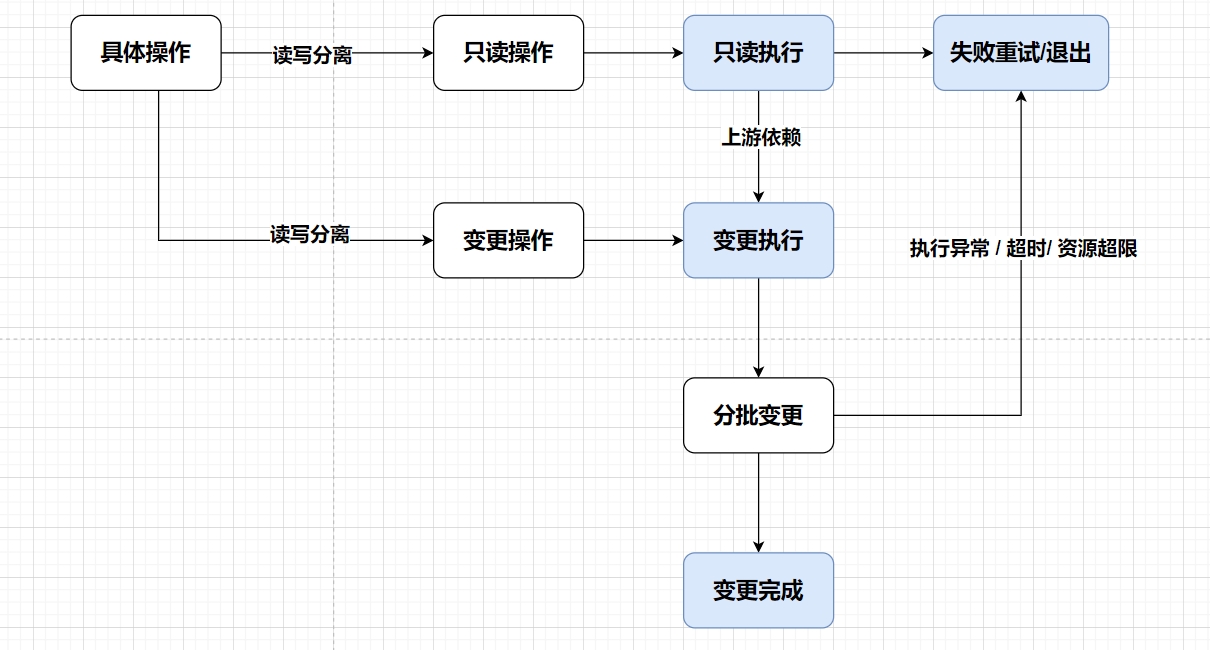 具体操作
读写分离
只读操作
只读执行
失败重试/退出
上游依赖
读写分离
变更操作
变更执行
执行异常 / 超时/ 资源超限
分批变更
变更完成